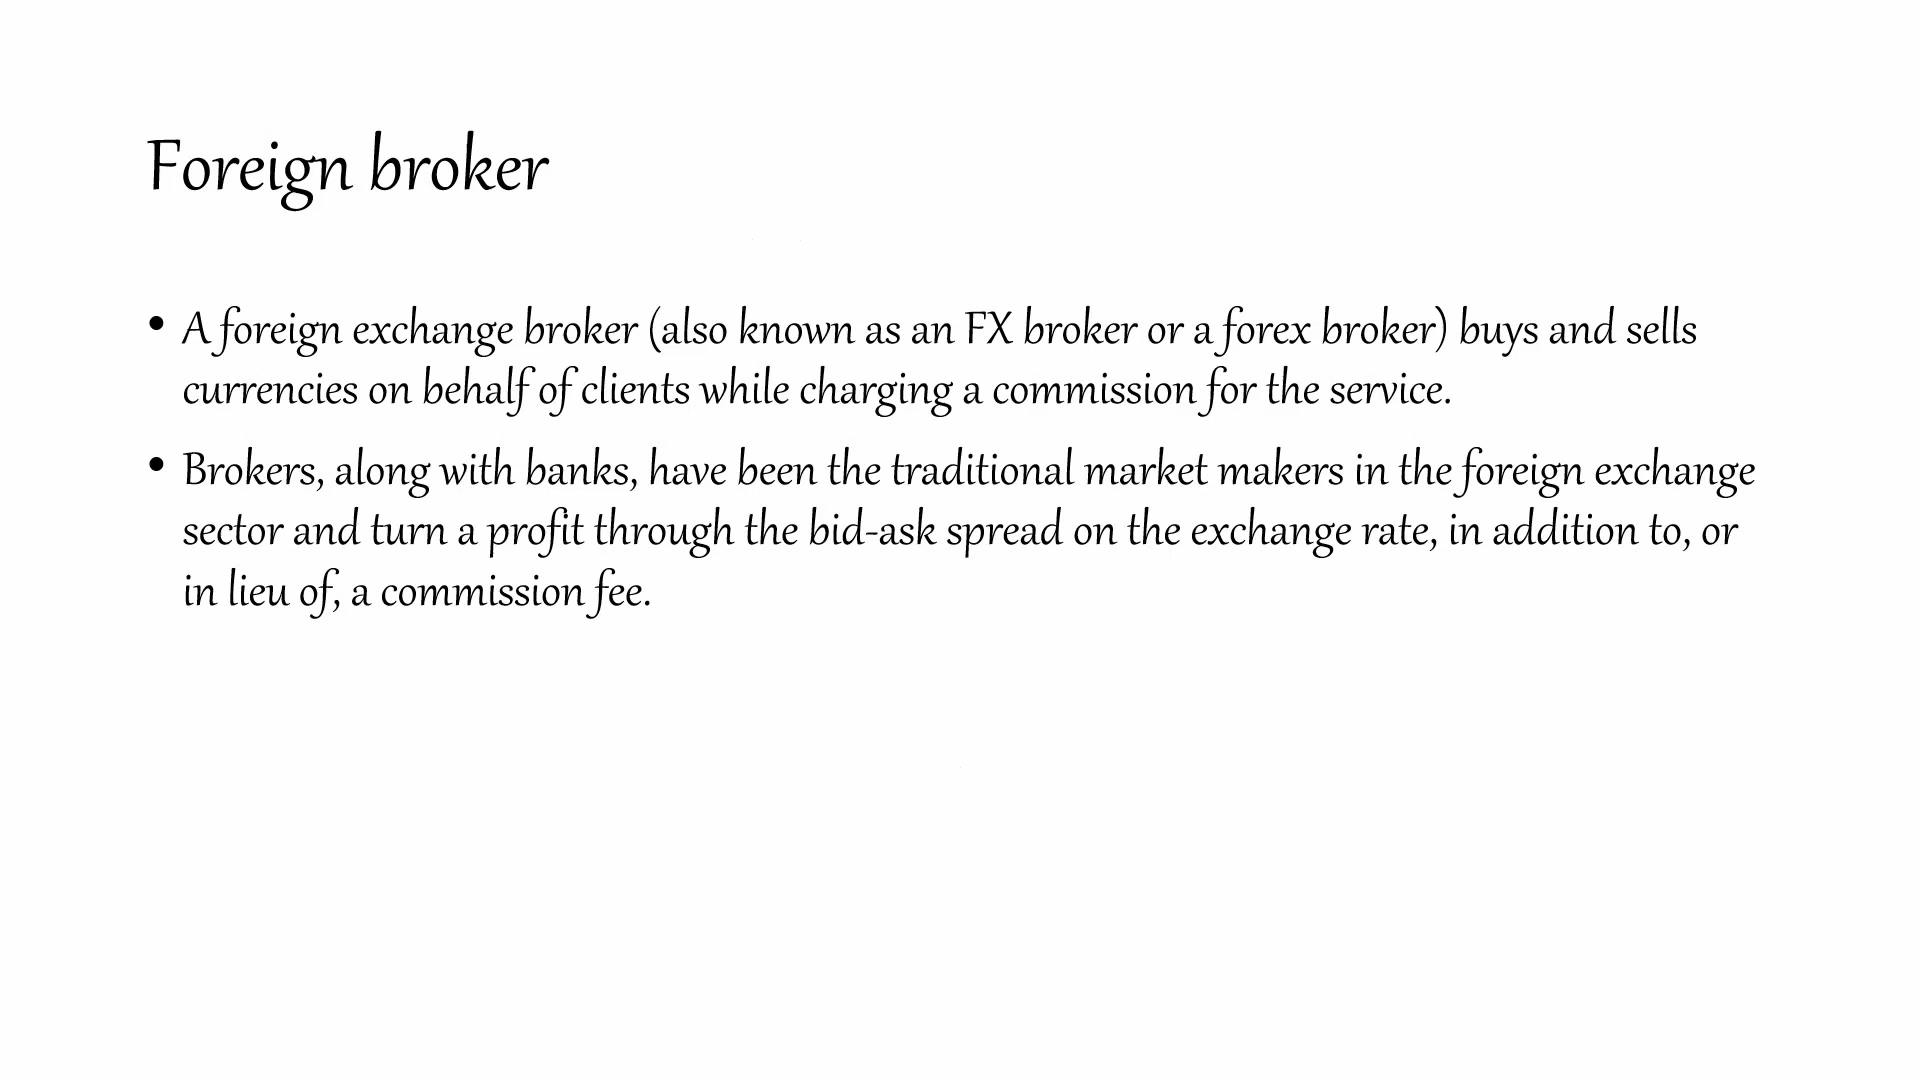 Foreign broker
• A foreign exchange broker (also known as an FX broker or a forex broker) buys and sells
currencies on behalf of clients while charging a commission for the service.
• Brokers, along with banks, have been the traditional market makers in the foreign exchange
sector and turn a profit through the bid-ask spread on the exchange rate, in addition to, or
in lieu of, a commission fee.